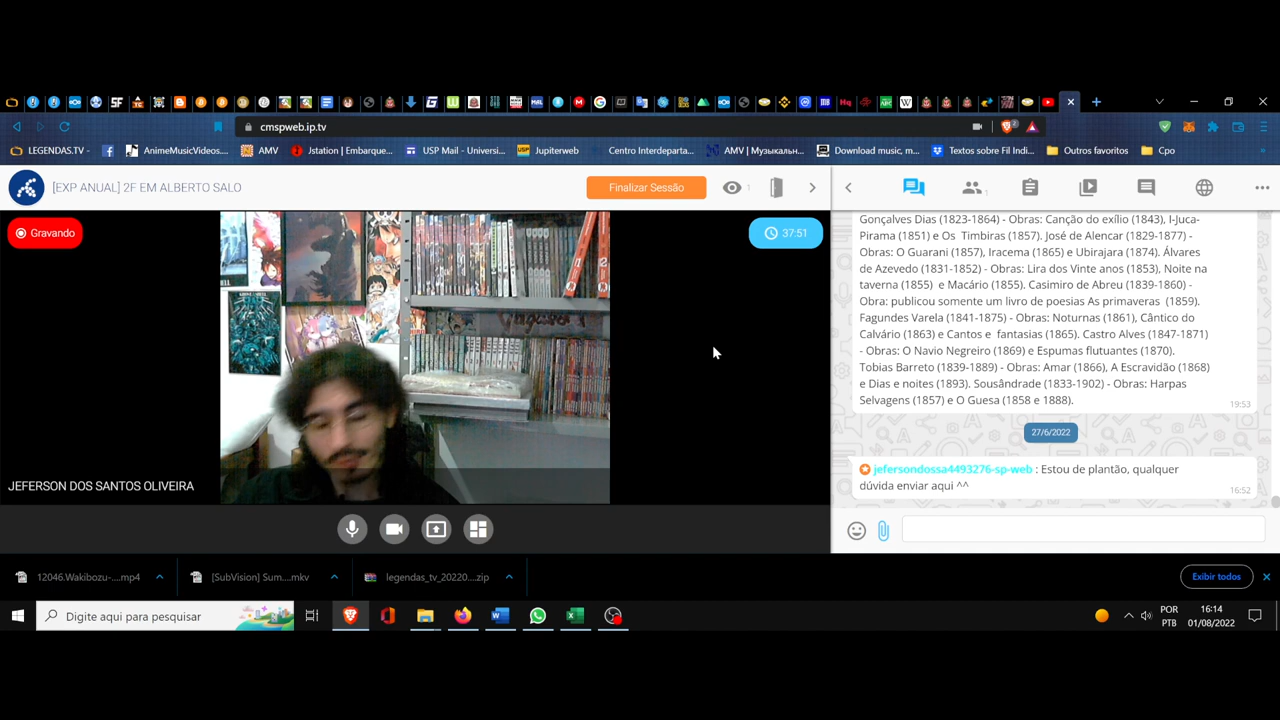 cmspweb.ip.tv
2
LEGENDAS.TV -
AnimeMusicVideos...
AMV
Jstation | Embarque...
USP Mail - Universi...
Jupiterweb
Centro Interdeparta...
AMV | Музыкальн...
Download music, m...
Textos sobre Fil Indi...
Outros favoritos
Cpo
[EXP ANUAL] 2F EM ALBERTO SALO
Finalizar Sessão
1
1
Gravando
37:51
JEFERSON DOS SANTOS OLIVEIRA
Gonçalves Dias (1823-1864) - Obras: Canção do exílio (1843), I-Juca-
Pirama (1851) e Os Timbiras (1857). José de Alencar (1829-1877) -
Obras: O Guarani (1857), Iracema (1865) e Ubirajara (1874). Álvares
de Azevedo (1831-1852) - Obras: Lira dos Vinte anos (1853), Noite na
taverna (1855) e Macário (1855). Casimiro de Abreu (1839-1860) -
Obra: publicou somente um livro de poesias As primaveras (1859).
Fagundes Varela (1841-1875) - Obras: Noturnas (1861), Cântico do
Calvário (1863) e Cantos e fantasias (1865). Castro Alves (1847-1871)
- Obras: O Navio Negreiro (1869) e Espumas flutuantes (1870).
Tobias Barreto (1839-1889) - Obras: Amar (1866), A Escravidão (1868)
e Dias e noites (1893). Sousândrade (1833-1902) - Obras: Harpas
Selvagens (1857) e O Guesa (1858 e 1888).
19:53
27/6/2022
jefersondossa4493276-sp-web : Estou de plantão, qualquer
dúvida enviar aqui ^^
16:52
12046.Wakibozu-....mp4
[SubVision] Sum....mkv
legendas_tv_20220....zip
Exibir todos
Digite aqui para pesquisar
POR
PTB
16:14
01/08/2022